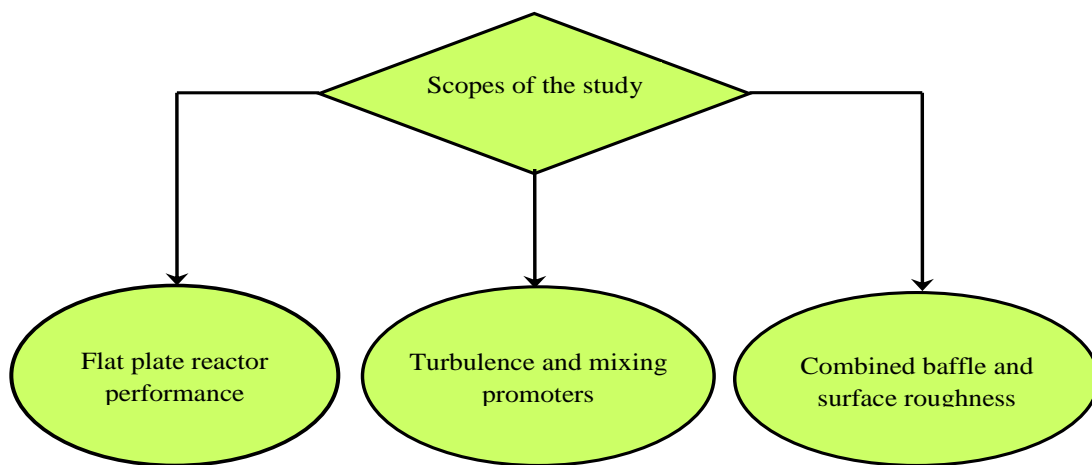 Scopes of the study
Flat plate reactor
performance
Turbulence and mixing
promoters
Combined baffle and
surface roughness